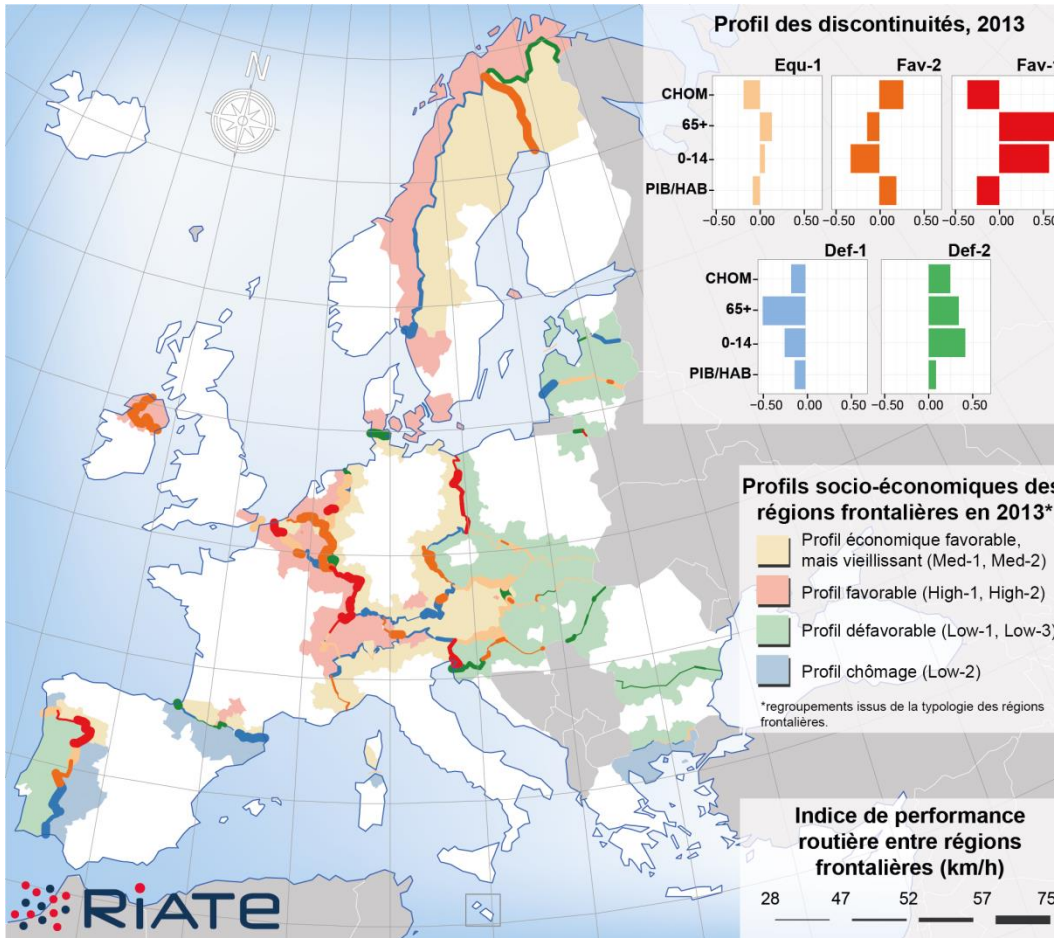 Profil des discontinuités, 2013
Equ-1 Fav-2 Fav-1
CHOM
65+
0-14
PIB/HAB
−0.50 0.00 0.50 −0.50 0.00 0.50 −0.50 0.00 0.50
Def-1 Def-2
CHOM
65+
0-14
PIB/HAB
−0.50 0.00 0.50 −0.50 0.00 0.50
N
Profils socio-économiques des
régions frontalières en 2013*
Profil économique favorable,
mais vieillissant (Med-1, Med-2)
Profil favorable (High-1, High-2)
Profil défavorable (Low-1, Low-3)
Profil chômage (Low-2)
*regroupements issus de la typologie des régions
frontalières.
Indice de performance
routière entre régions
frontalières (km/h)
28 47 52 57 75
RIATE